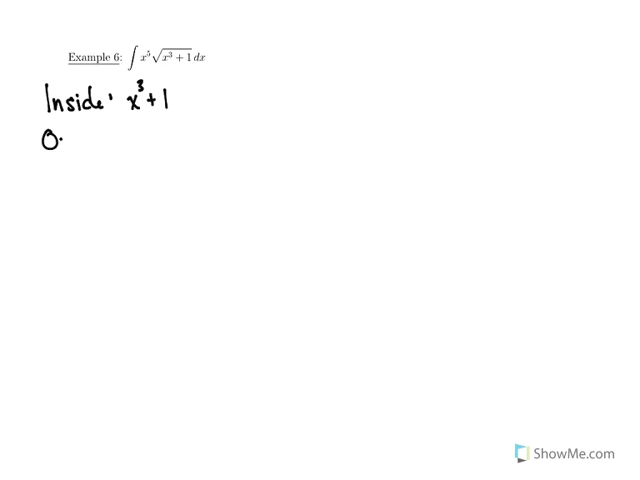 Example 6: ∫ x⁵√(x³ + 1) dx
Inside: x³ + 1
O
ShowMe.com